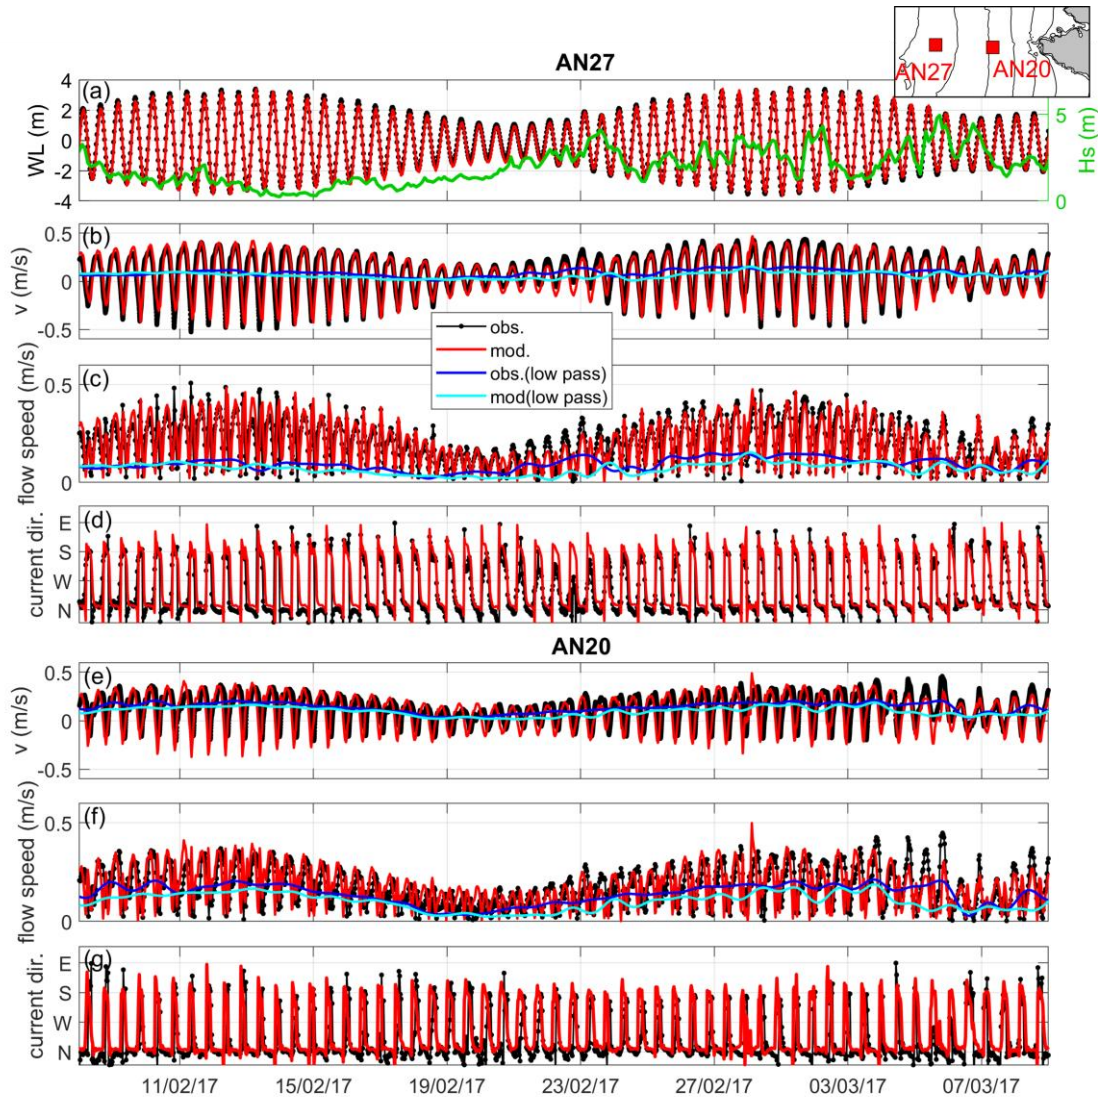 AN27
AN27
AN20
(a)
WL (m)
4
2
0
-2
-4
5
0
Hs (m)
(b)
v (m/s)
0.5
0
-0.5
obs.
mod.
obs.(low pass)
mod(low pass)
(c)
flow speed (m/s)
0.5
0
(d)
current dir.
E
S
W
N
AN20
(e)
v (m/s)
0.5
0
-0.5
(f)
flow speed (m/s)
0.5
0
(g)
current dir.
E
S
W
N
11/02/17 15/02/17 19/02/17 23/02/17 27/02/17 03/03/17 07/03/17